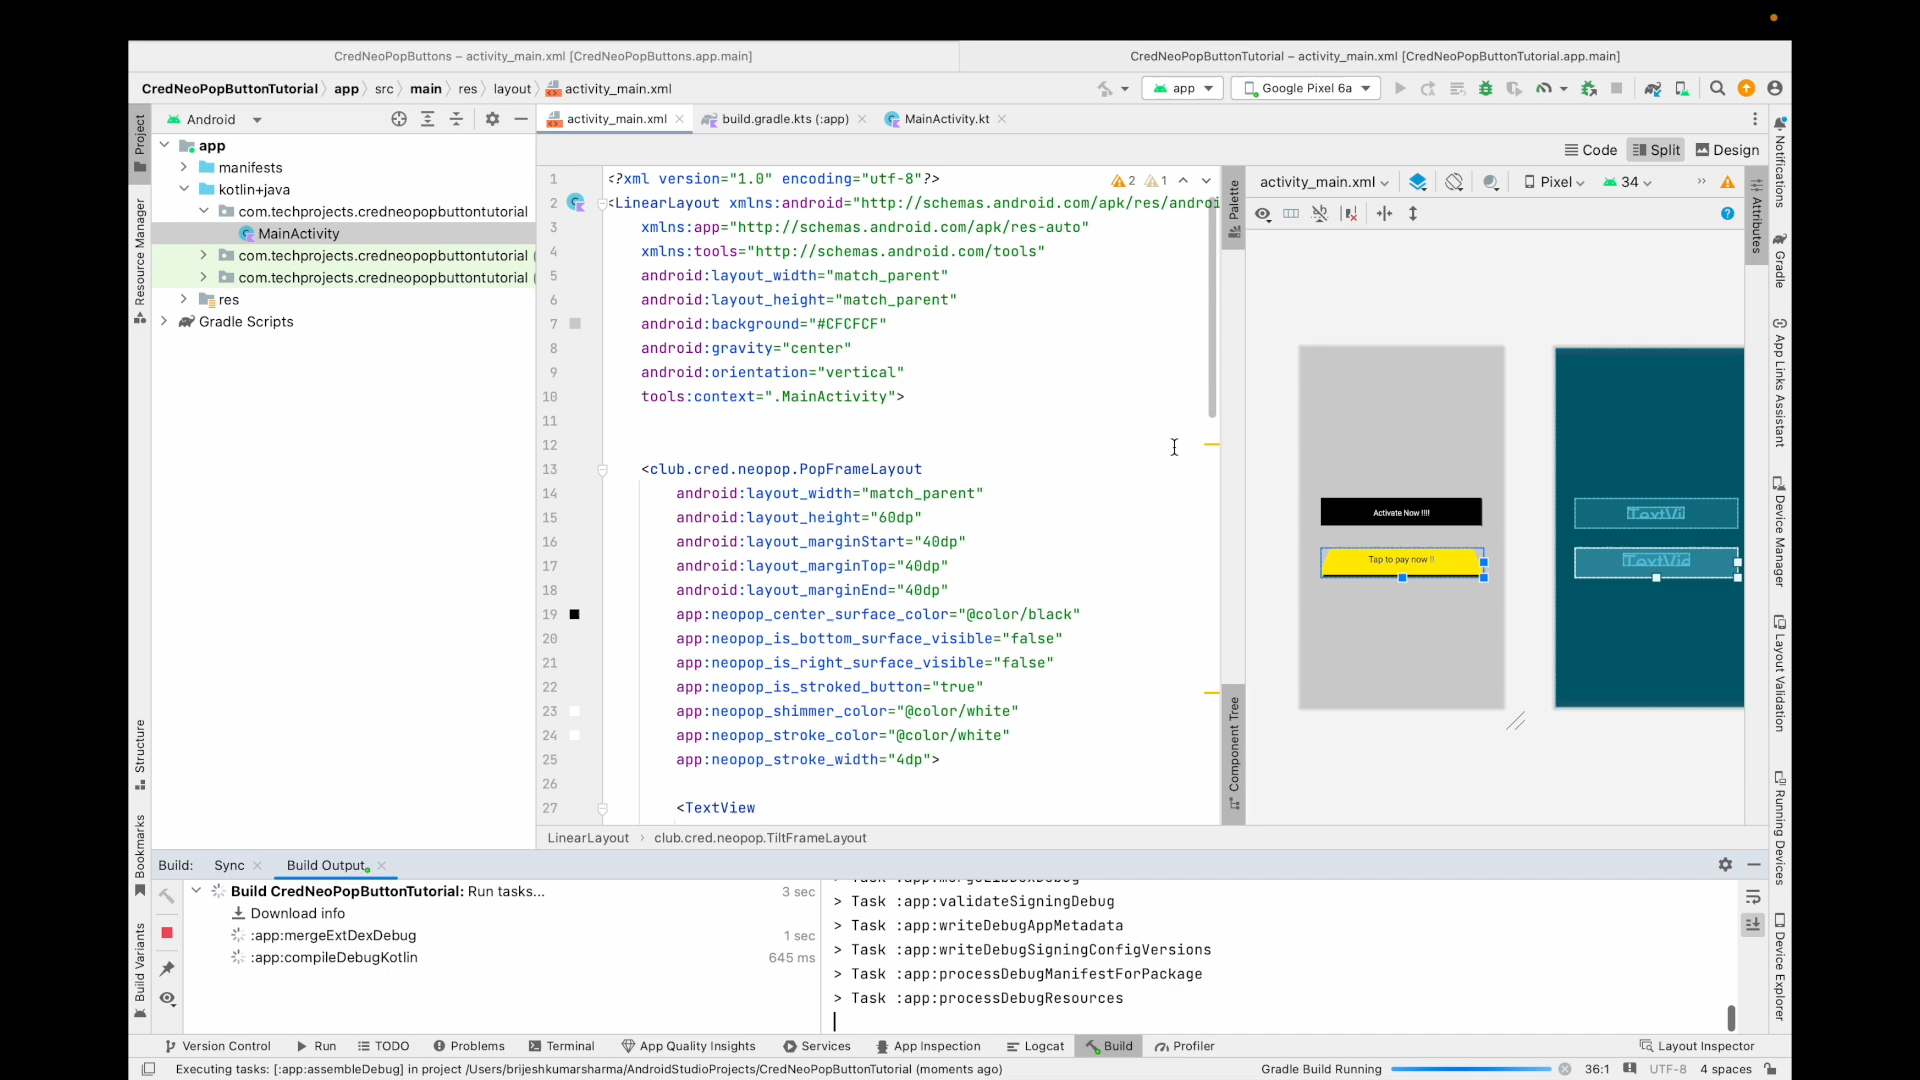 CredNeoPopButtons – activity_main.xml [CredNeoPopButtons.app.main]
CredNeoPopButtonTutorial – activity_main.xml [CredNeoPopButtonTutorial.app.main]
CredNeoPopButtonTutorial app src main res layout activity_main.xml
app
Google Pixel 6a
Project
Android
activity_main.xml
build.gradle.kts (:app)
MainActivity.kt
Code
Split
Design
app
manifests
kotlin+java
com.techprojects.credneopopbuttontutorial
MainActivity
com.techprojects.credneopopbuttontutorial (
com.techprojects.credneopopbuttontutorial (
res
Gradle Scripts
Resource Manager
Structure
Bookmarks
Build Variants
2 1
1 <?xml version="1.0" encoding="utf-8"?>
2 <LinearLayout xmlns:android="http://schemas.android.com/apk/res/androi
3 xmlns:app="http://schemas.android.com/apk/res-auto"
4 xmlns:tools="http://schemas.android.com/tools"
5 android:layout_width="match_parent"
6 android:layout_height="match_parent"
7 android:background="#CFCFCF"
8 android:gravity="center"
9 android:orientation="vertical"
10 tools:context=".MainActivity">
11
12
13 <club.cred.neopop.PopFrameLayout
14 android:layout_width="match_parent"
15 android:layout_height="60dp"
16 android:layout_marginStart="40dp"
17 android:layout_marginTop="40dp"
18 android:layout_marginEnd="40dp"
19 app:neopop_center_surface_color="@color/black"
20 app:neopop_is_bottom_surface_visible="false"
21 app:neopop_is_right_surface_visible="false"
22 app:neopop_is_stroked_button="true"
23 app:neopop_shimmer_color="@color/white"
24 app:neopop_stroke_color="@color/white"
25 app:neopop_stroke_width="4dp">
26
27 <TextView
LinearLayout club.cred.neopop.TiltFrameLayout
Palette
Component Tree
activity_main.xml
Pixel
34
Activate Now !!!!
Tap to pay now !!
TextVi
TextVie
Attributes
Notifications
Gradle
App Links Assistant
Device Manager
Layout Validation
Running Devices
Device Explorer
Build: Sync Build Output
Build CredNeoPopButtonTutorial: Run tasks... 3 sec
Download info
:app:mergeExtDexDebug 1 sec
:app:compileDebugKotlin 645 ms
> Task :app:mergeLibDexDebug
> Task :app:validateSigningDebug
> Task :app:writeDebugAppMetadata
> Task :app:writeDebugSigningConfigVersions
> Task :app:processDebugManifestForPackage
> Task :app:processDebugResources
Version Control Run TODO Problems Terminal App Quality Insights Services App Inspection Logcat Build Profiler Layout Inspector
Executing tasks: [:app:assembleDebug] in project /Users/brijeshkumarsharma/AndroidStudioProjects/CredNeoPopButtonTutorial (moments ago)
Gradle Build Running 36:1 UTF-8 4 spaces